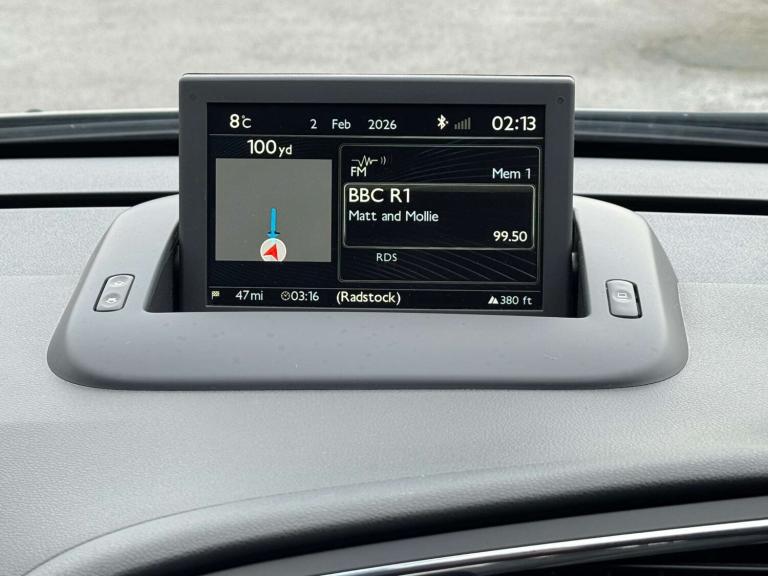 8°C 2 Feb 2026 02:13
100yd
FM Mem 1
BBC R1
Matt and Mollie
99.50
RDS
47mi 03:16 (Radstock) 380 ft